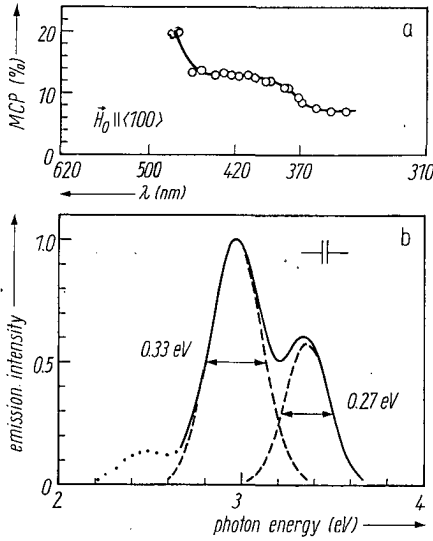 20
a
MCP (%)
10
H⃗₀ ∥ ⟨100⟩
0
620 500 420 370 310
λ (nm)
b
1.0
emission intensity
0.33 eV
0.5
0.27 eV
0
2 3 4
photon energy (eV)